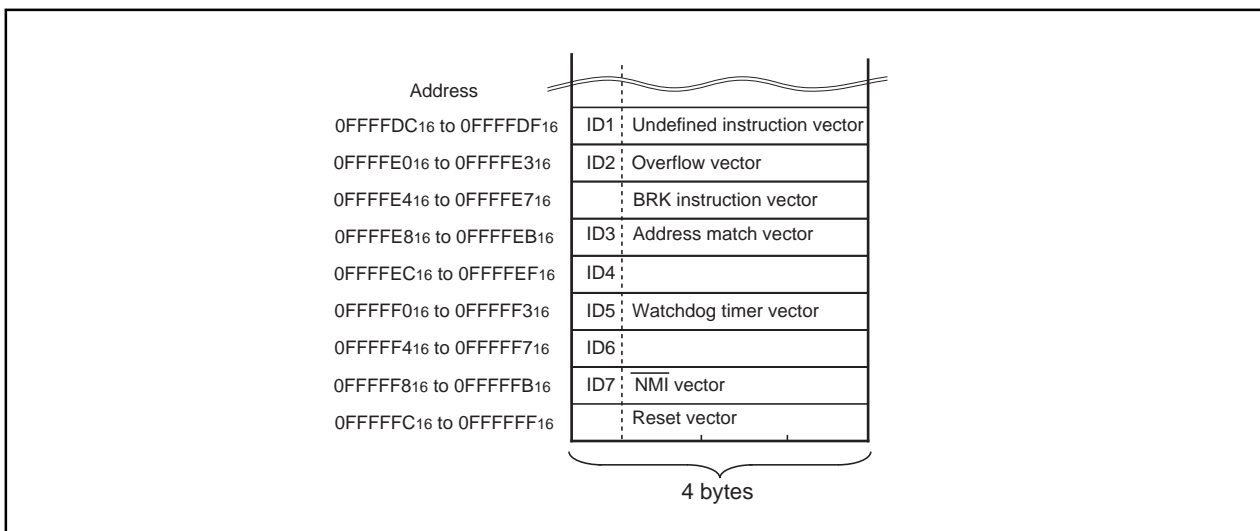 Address
0FFFFDC16 to 0FFFFDF16 ID1 Undefined instruction vector
0FFFFE016 to 0FFFFE316 ID2 Overflow vector
0FFFFE416 to 0FFFFE716 BRK instruction vector
0FFFFE816 to 0FFFFEB16 ID3 Address match vector
0FFFFEC16 to 0FFFFEF16 ID4
0FFFFF016 to 0FFFFF316 ID5 Watchdog timer vector
0FFFFF416 to 0FFFFF716 ID6
0FFFFF816 to 0FFFFFB16 ID7 NMI vector
0FFFFFC16 to 0FFFFFF16 Reset vector
4 bytes